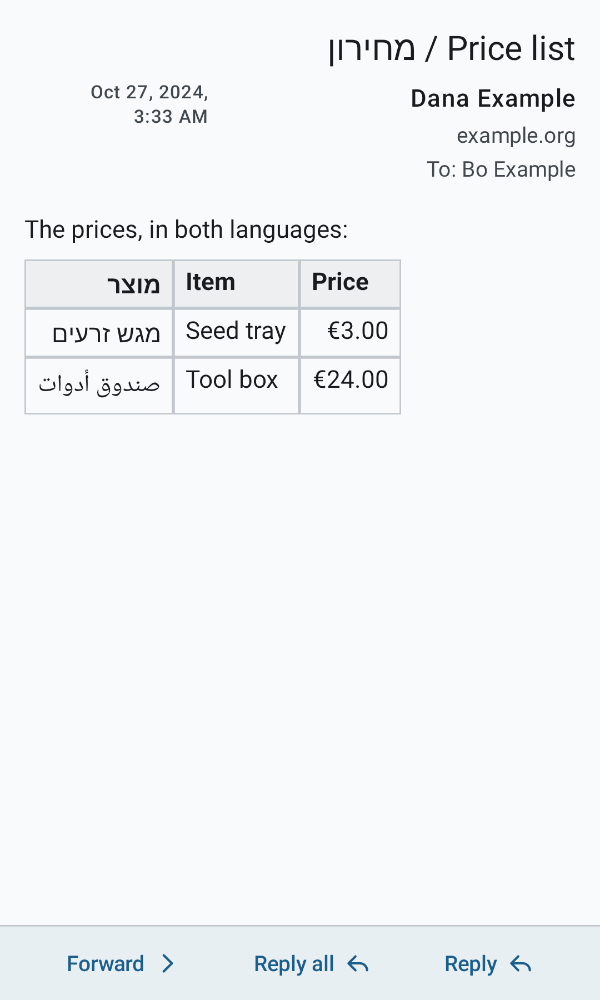 מחירון / Price list
Dana Example
Oct 27, 2024,
3:33 AM
example.org
To: Bo Example
The prices, in both languages:
מוצר Item Price
מגש זרעים Seed tray €3.00
صندوق أدوات Tool box €24.00
Forward Reply all Reply